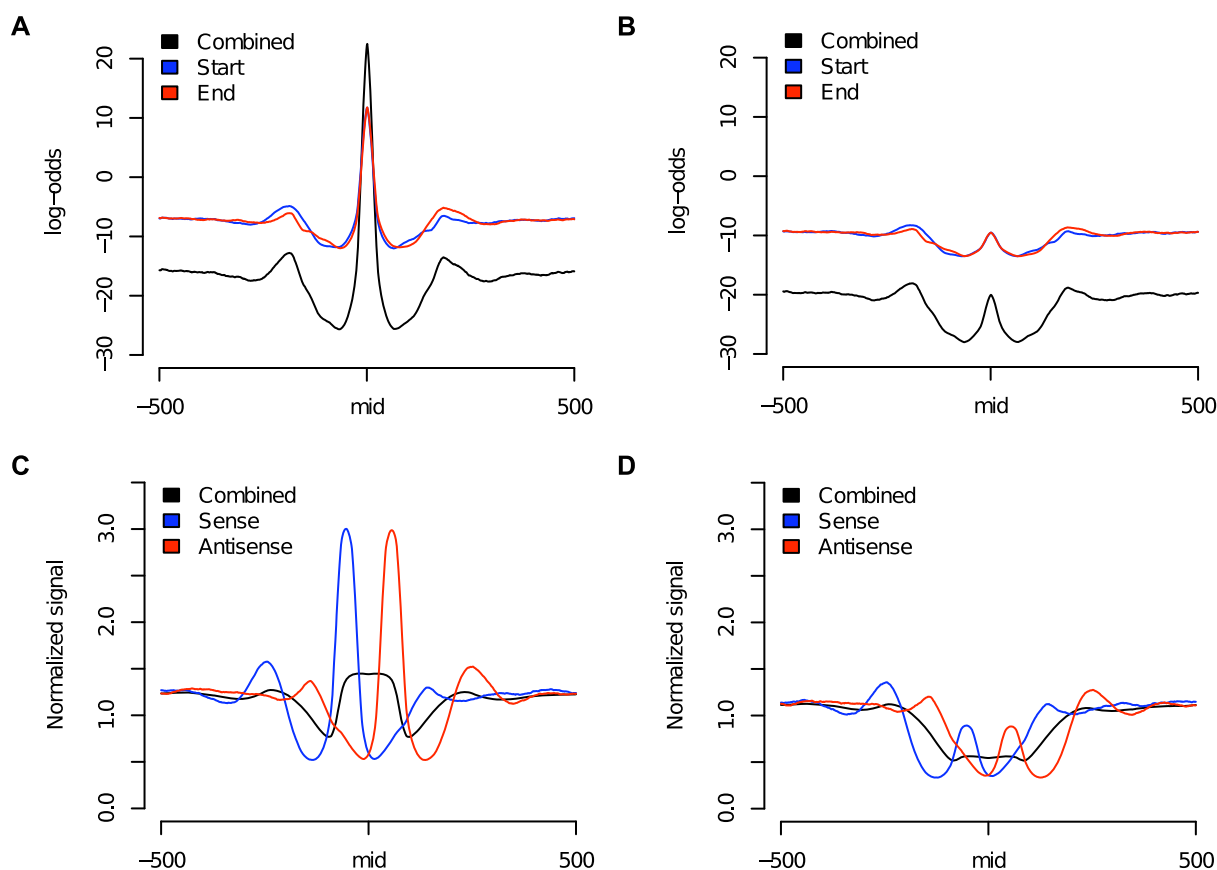 A
Combined
Start
End
log−odds
20
10
0
−10
−20
−30
−500
mid
500
B
Combined
Start
End
log−odds
20
10
0
−10
−20
−30
−500
mid
500
C
Combined
Sense
Antisense
Normalized signal
3.0
2.0
1.0
0.0
−500
mid
500
D
Combined
Sense
Antisense
Normalized signal
3.0
2.0
1.0
0.0
−500
mid
500